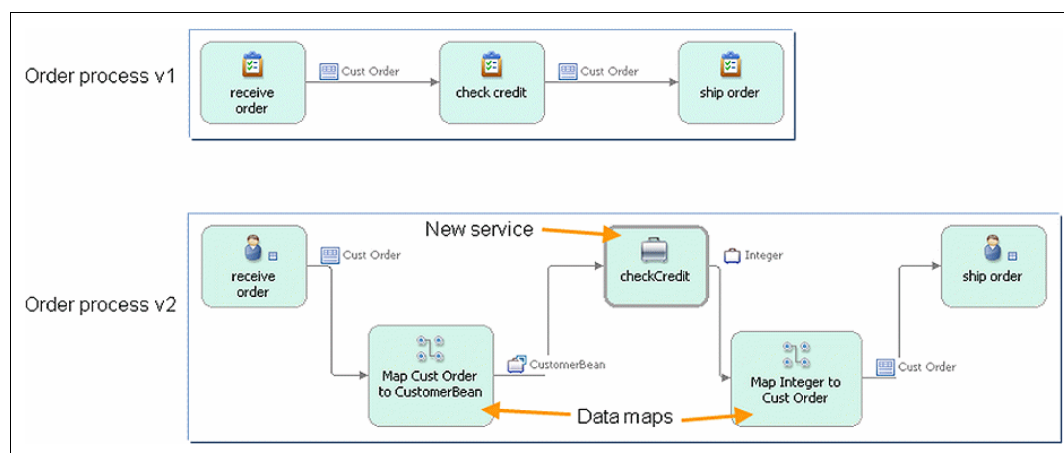 Order process v1
receive
order
Cust Order
check credit
Cust Order
ship order
Order process v2
New service
receive
order
Cust Order
Map Cust Order
to CustomerBean
CustomerBean
checkCredit
Integer
Map Integer to
Cust Order
Cust Order
ship order
Data maps